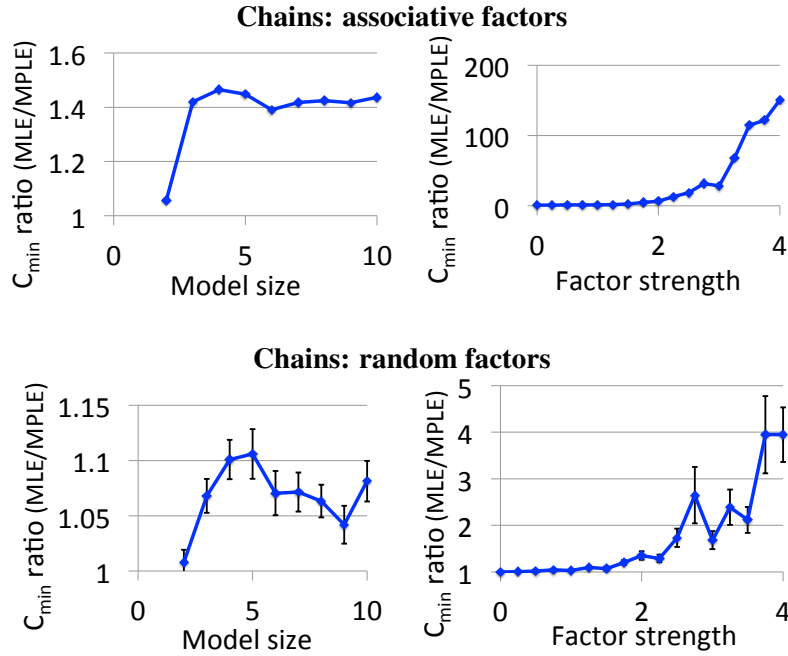 Chains: associative factors
C_min ratio (MLE/MPLE)
1.6
1.4
1.2
1
0 5 10
Model size
C_min ratio (MLE/MPLE)
200
100
0
0 2 4
Factor strength
Chains: random factors
C_min ratio (MLE/MPLE)
1.15
1.1
1.05
1
0 5 10
Model size
C_min ratio (MLE/MPLE)
5
4
3
2
1
0 2 4
Factor strength